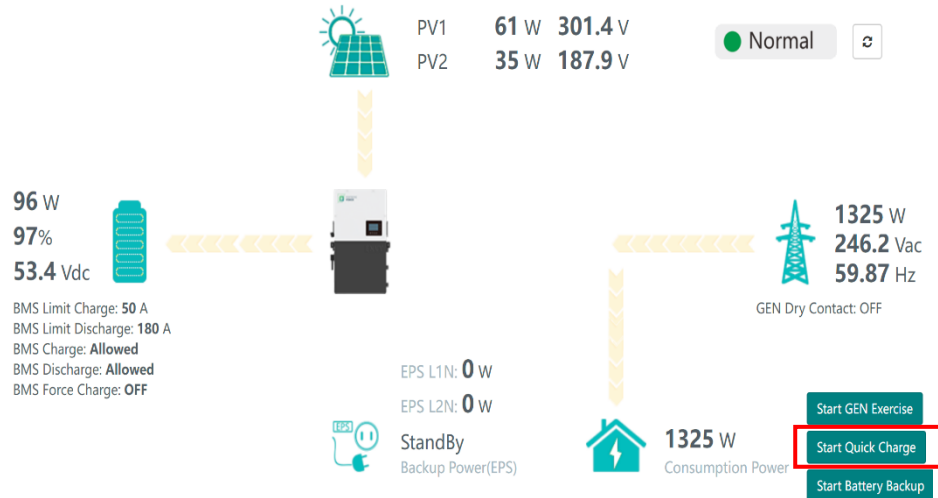 PV1 61 W 301.4 V
PV2 35 W 187.9 V
Normal
96 W
97%
53.4 Vdc
BMS Limit Charge: 50 A
BMS Limit Discharge: 180 A
BMS Charge: Allowed
BMS Discharge: Allowed
BMS Force Charge: OFF
1325 W
246.2 Vac
59.87 Hz
GEN Dry Contact: OFF
EPS L1N: 0 W
EPS L2N: 0 W
EPS
StandBy
Backup Power(EPS)
1325 W
Consumption Power
Start GEN Exercise
Start Quick Charge
Start Battery Backup